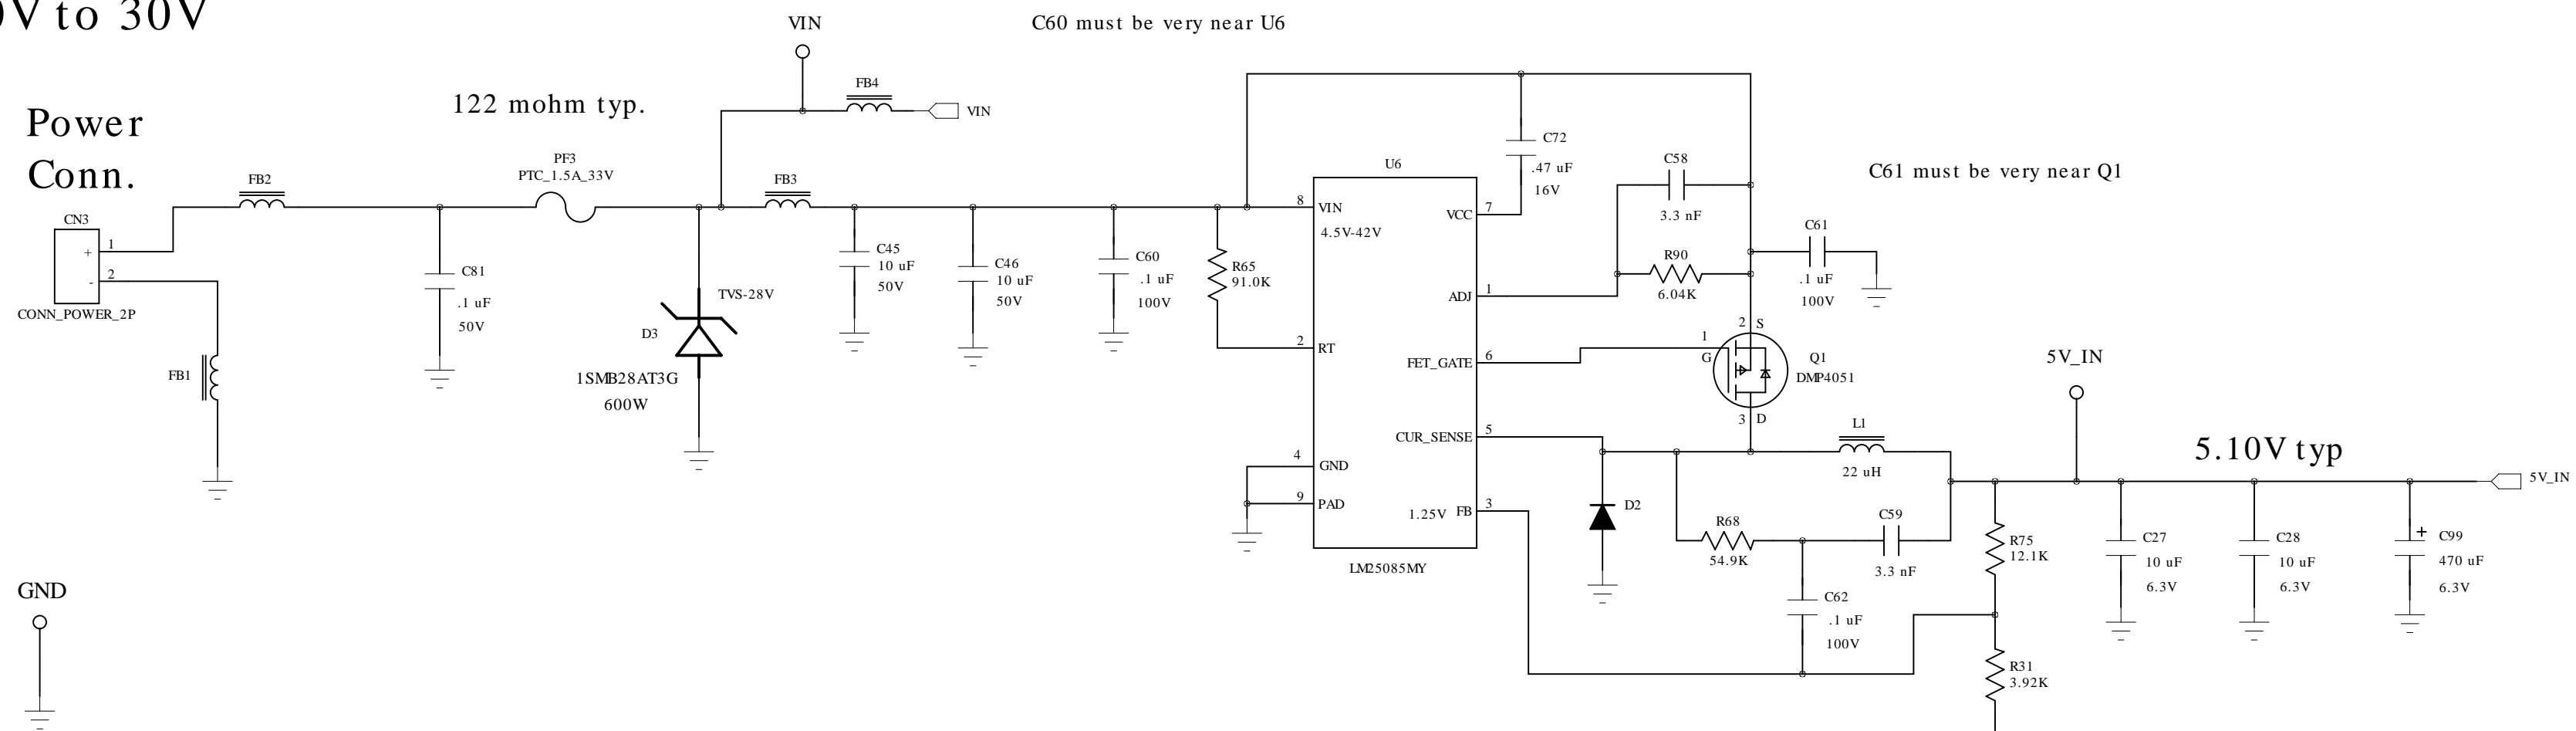 0V to 30V
VIN
C60 must be very near U6
FB4
VIN
Power
Conn.
122 mohm typ.
C72
.47 uF
16V
U6
C58
3.3 nF
C61 must be very near Q1
PF3
PTC_1.5A_33V
FB2
FB3
CN3
1
+
2
-
CONN_POWER_2P
8
VIN
4.5V-42V
VCC
7
C61
.1 uF
100V
C45
10 uF
50V
C46
10 uF
50V
C60
.1 uF
100V
R65
91.0K
R90
6.04K
C81
.1 uF
50V
TVS-28V
D3
1SMB28AT3G
600W
ADJ
1
2
RT
FET_GATE
6
2
S
1
G
Q1
DMP4051
3
D
5V_IN
FB1
CUR_SENSE
5
L1
22 uH
5.10V typ
5V_IN
4
GND
9
PAD
1.25V
FB
3
D2
R68
54.9K
C59
3.3 nF
R75
12.1K
C27
10 uF
6.3V
C28
10 uF
6.3V
+
C99
470 uF
6.3V
LM25085MY
GND
C62
.1 uF
100V
R31
3.92K